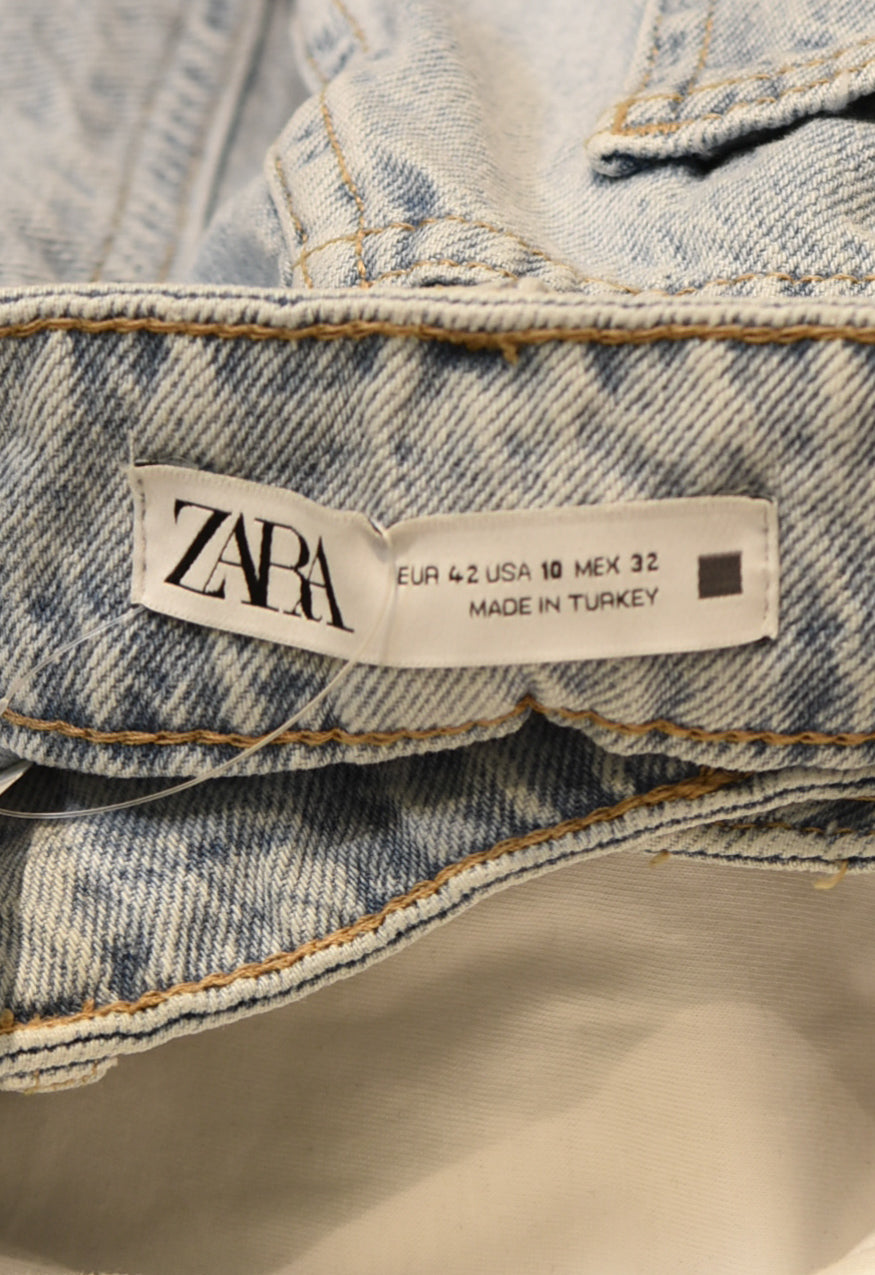 ZARA
EUR 42 USA 10 MEX 32
MADE IN TURKEY